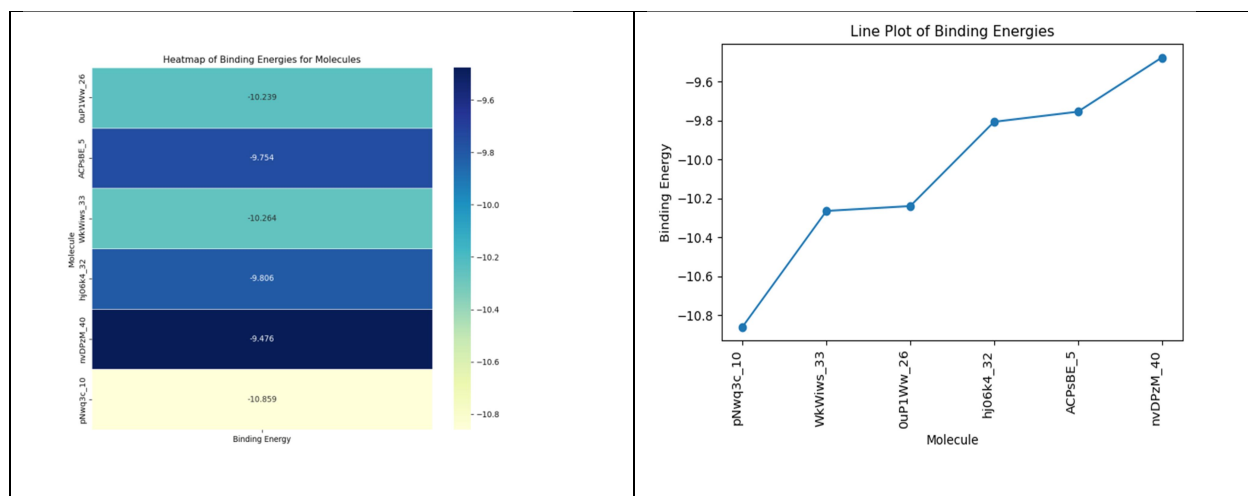 Heatmap of Binding Energies for Molecules
0uP1Ww_26
ACPsBE_5
WkWiws_33
hj06k4_32
nvDPzM_40
pNwq3c_10
Molecule
-10.239
-9.754
-10.264
-9.806
-9.476
-10.859
Binding Energy
−9.6
−9.8
−10.0
−10.2
−10.4
−10.6
−10.8
Line Plot of Binding Energies
Binding Energy
−9.6
−9.8
−10.0
−10.2
−10.4
−10.6
−10.8
pNwq3c_10
WkWiws_33
0uP1Ww_26
hj06k4_32
ACPsBE_5
nvDPzM_40
Molecule